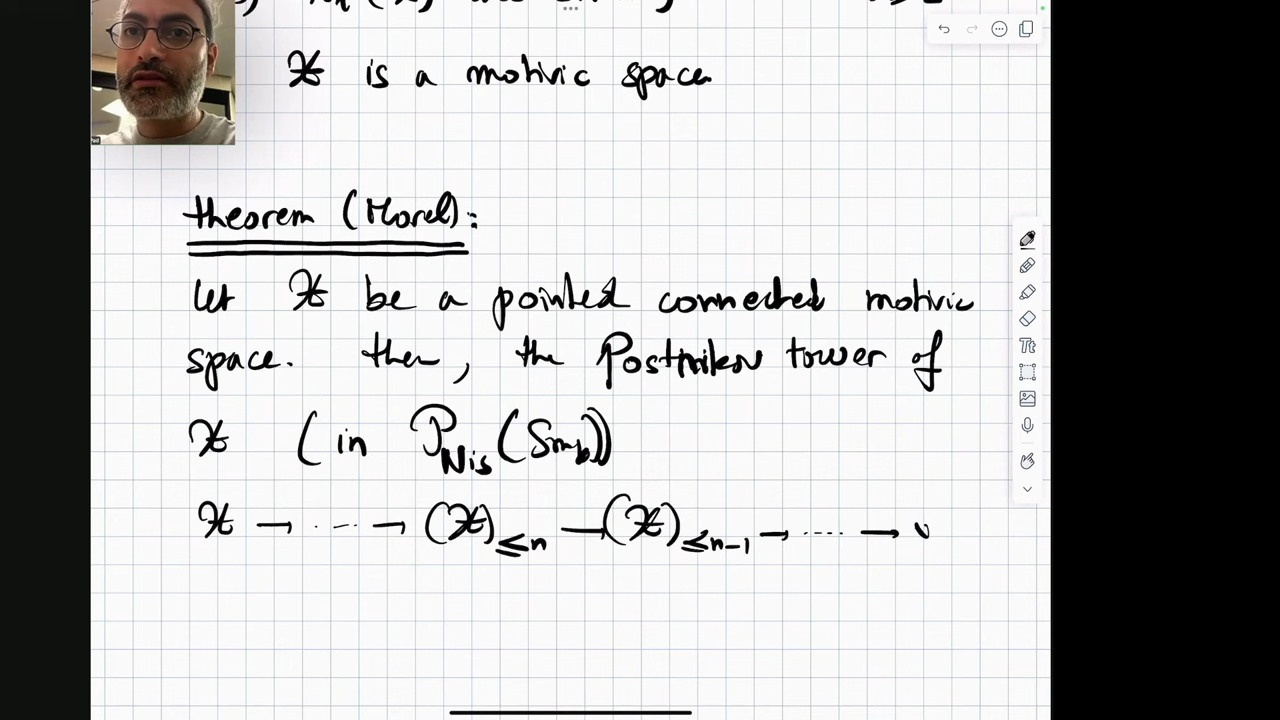 𝒳 is a motivic space
Theorem (Morel):
Let 𝒳 be a pointed connected motivic
space. then, the Postnikov tower of
𝒳 (in P_Nis(Sm_k))
𝒳 → ···· → (𝒳)_≤n → (𝒳)_≤n-1 → ···· →
Tt